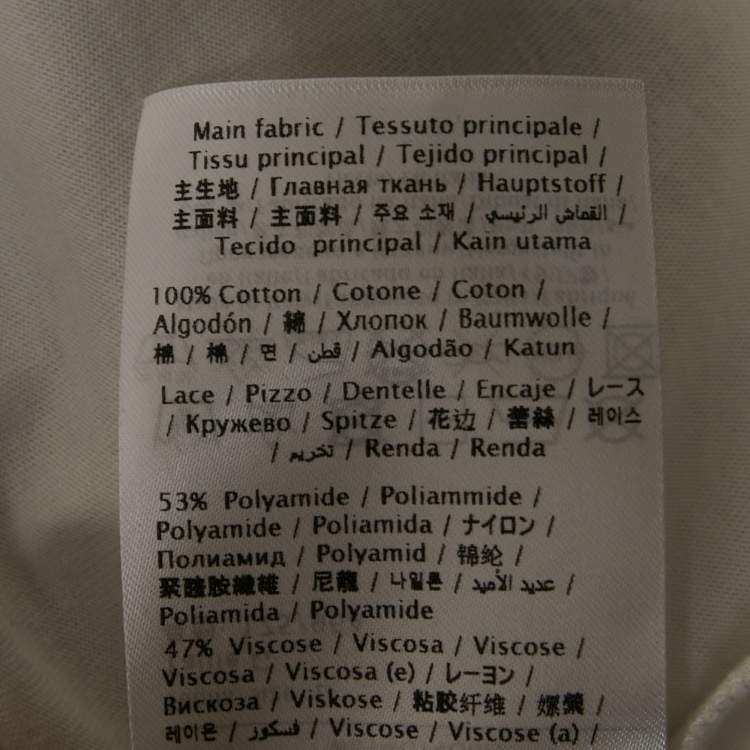 Main fabric / Tessuto principale /
Tissu principal / Tejido principal /
主生地 / Главная ткань / Hauptstoff /
主面料 / 主面料 / 주요 소재 / القماش الرئيسي /
Tecido principal / Kain utama
100% Cotton / Cotone / Coton /
Algodón / 綿 / Хлопок / Baumwolle /
棉 / 棉 / 면 / قطن / Algodão / Katun
Lace / Pizzo / Dentelle / Encaje / レース
/ Кружево / Spitze / 花边 / 蕾絲 / 레이스
/ تخريم / Renda / Renda
53% Polyamide / Poliammide /
Polyamide / Poliamida / ナイロン /
Полиамид / Polyamid / 锦纶 /
聚醯胺纖維 / 尼龍 / 나일론 / عديد الأميد /
Poliamida / Polyamide
47% Viscose / Viscosa / Viscose /
Viscosa / Viscosa (e) / レーヨン /
Вискоза / Viskose / 粘胶纤维 / 嫘縈 /
레이온 / فسكوز / Viscose / Viscose (a) /